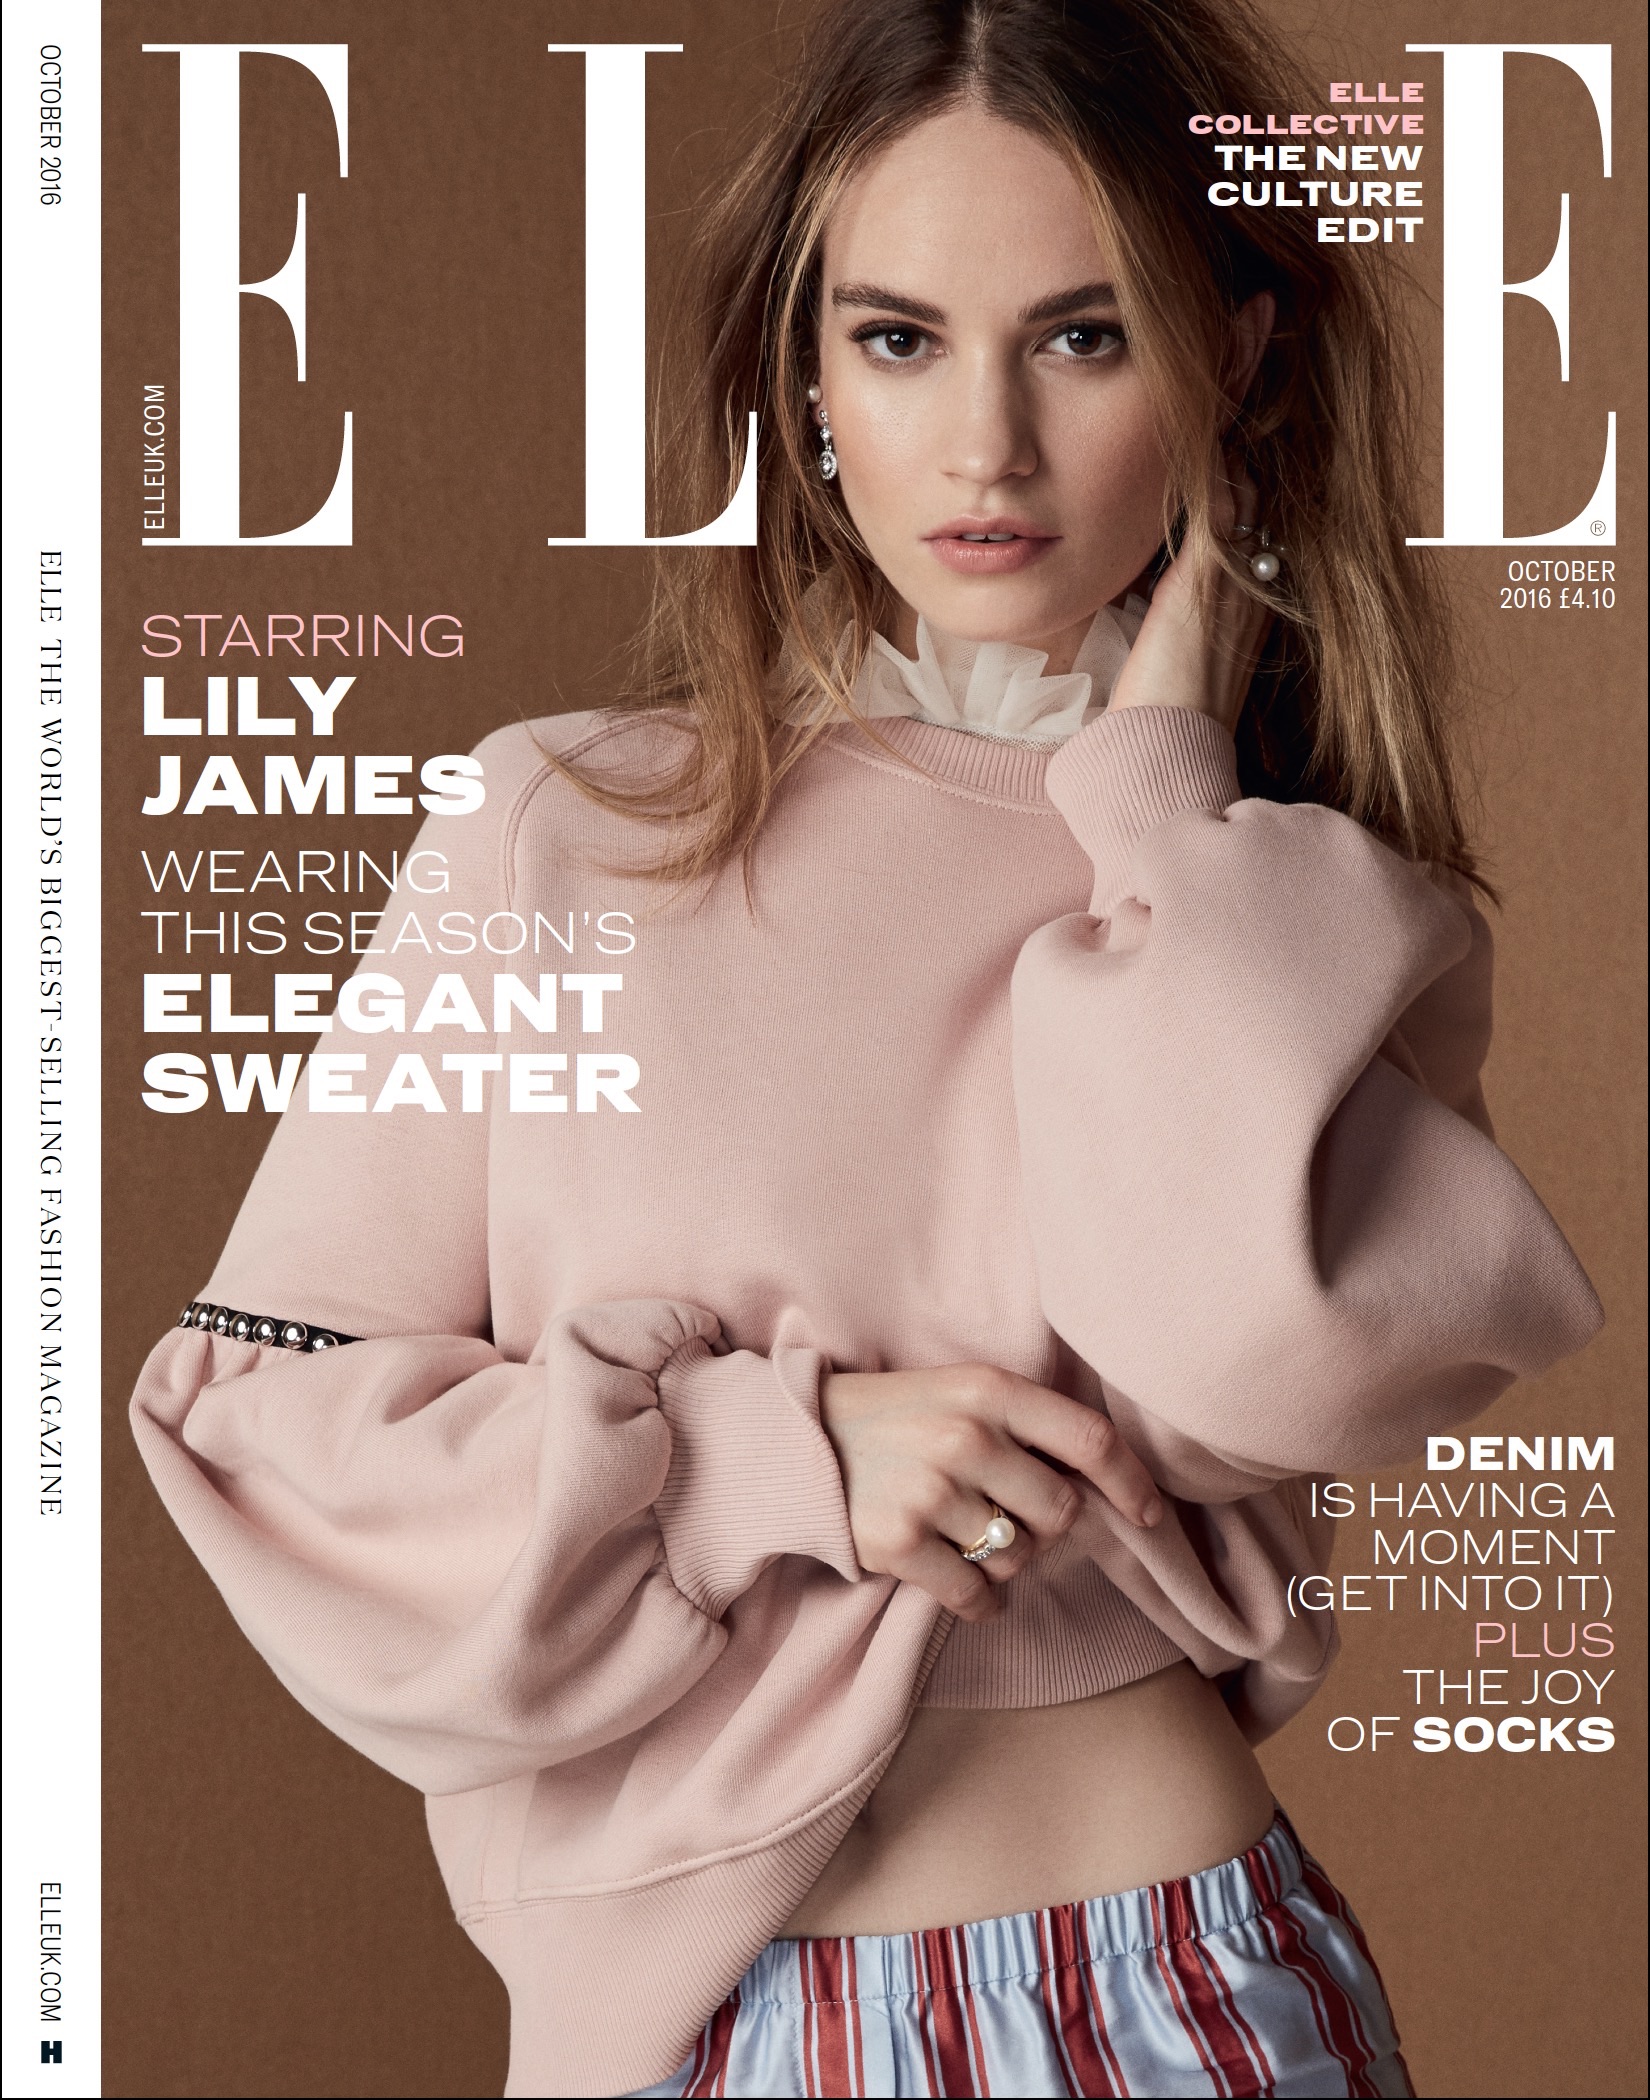 OCTOBER 2016
ELLE THE WORLD'S BIGGEST-SELLING FASHION MAGAZINE
ELLEUK.COM
H
ELLE
®
ELLEUK.COM
ELLE
COLLECTIVE
THE NEW
CULTURE
EDIT
OCTOBER
2016 £4.10
STARRING
LILY
JAMES
WEARING
THIS SEASON'S
ELEGANT
SWEATER
DENIM
IS HAVING A
MOMENT
(GET INTO IT)
PLUS
THE JOY
OF SOCKS